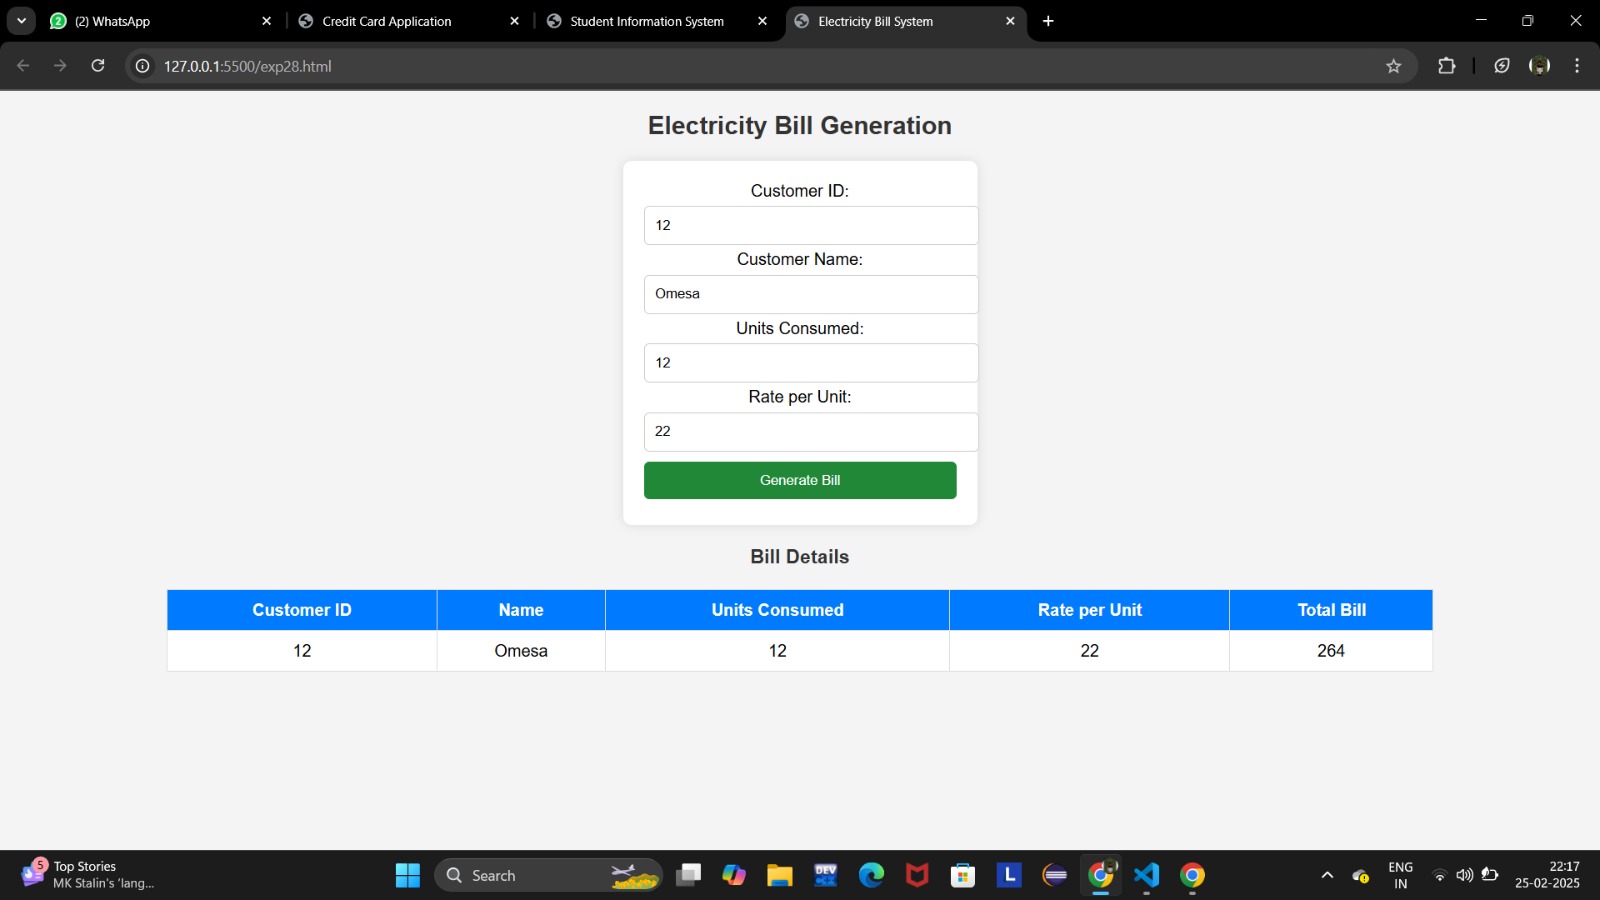 (2) WhatsApp
Credit Card Application
Student Information System
Electricity Bill System
127.0.0.1:5500/exp28.html
Electricity Bill Generation
Customer ID:
12
Customer Name:
Omesa
Units Consumed:
12
Rate per Unit:
22
Generate Bill
Bill Details
Customer ID Name Units Consumed Rate per Unit Total Bill
12 Omesa 12 22 264
5
Top Stories
MK Stalin's 'lang...
Search
DEV
L
ENG
IN
22:17
25-02-2025